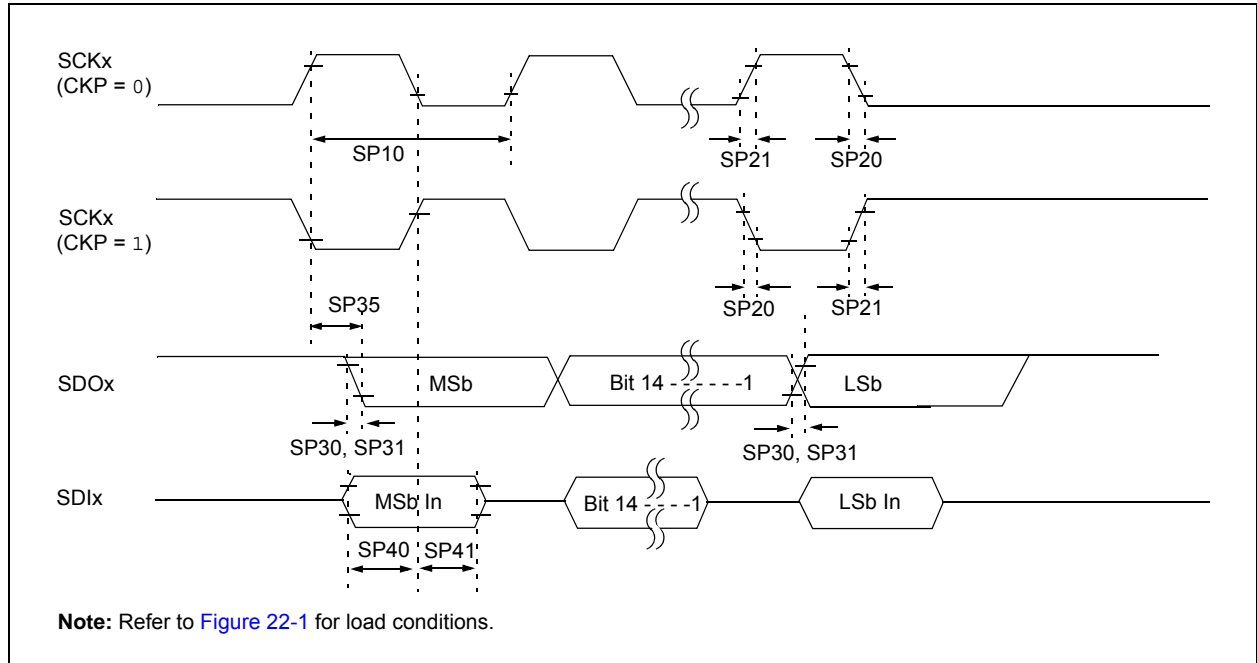 SCKx
(CKP = 0)
SP10
SP21
SP20
SCKx
(CKP = 1)
SP35
SP20
SP21
SDOx
MSb
Bit 14 - - - - - -1
LSb
SP30, SP31
SP30, SP31
SDIx
MSb In
Bit 14 - - - -1
LSb In
SP40
SP41
Note: Refer to Figure 22-1 for load conditions.